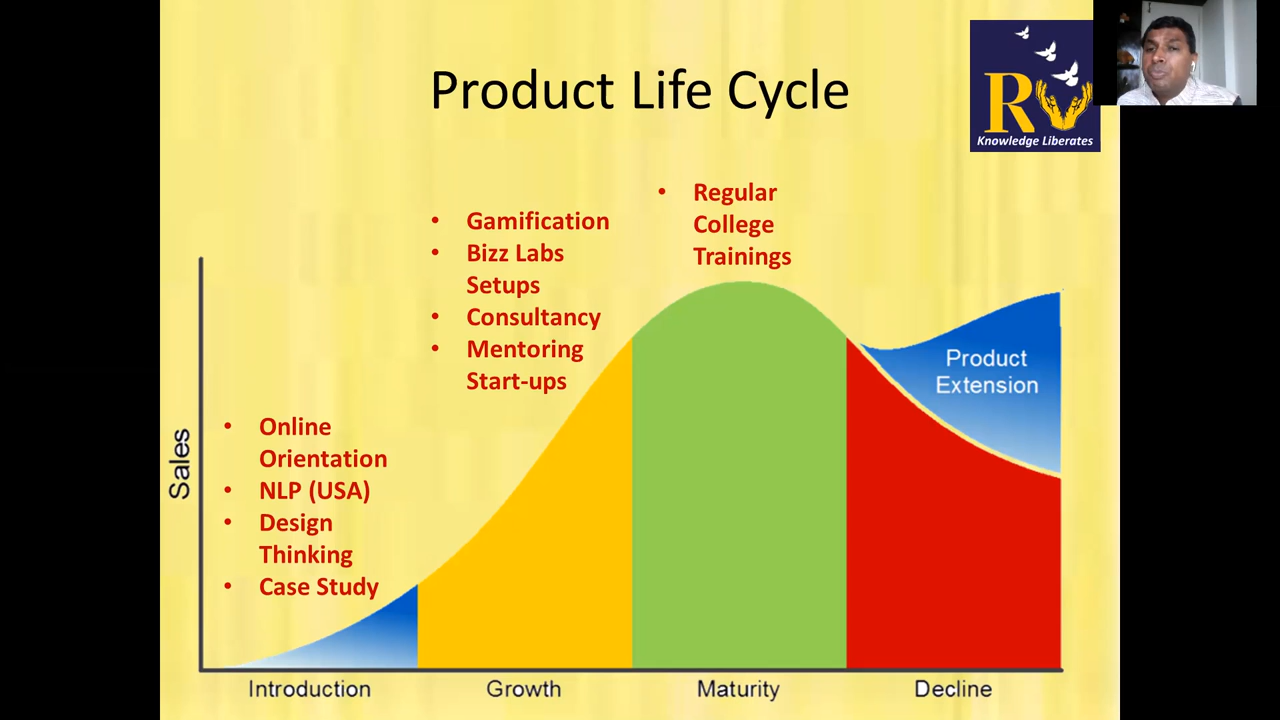 Product Life Cycle
RV
Knowledge Liberates
• Regular
College
Trainings
• Gamification
• Bizz Labs
Setups
• Consultancy
• Mentoring
Start-ups
• Online
Orientation
• NLP (USA)
• Design
Thinking
• Case Study
Product
Extension
Sales
Introduction
Growth
Maturity
Decline